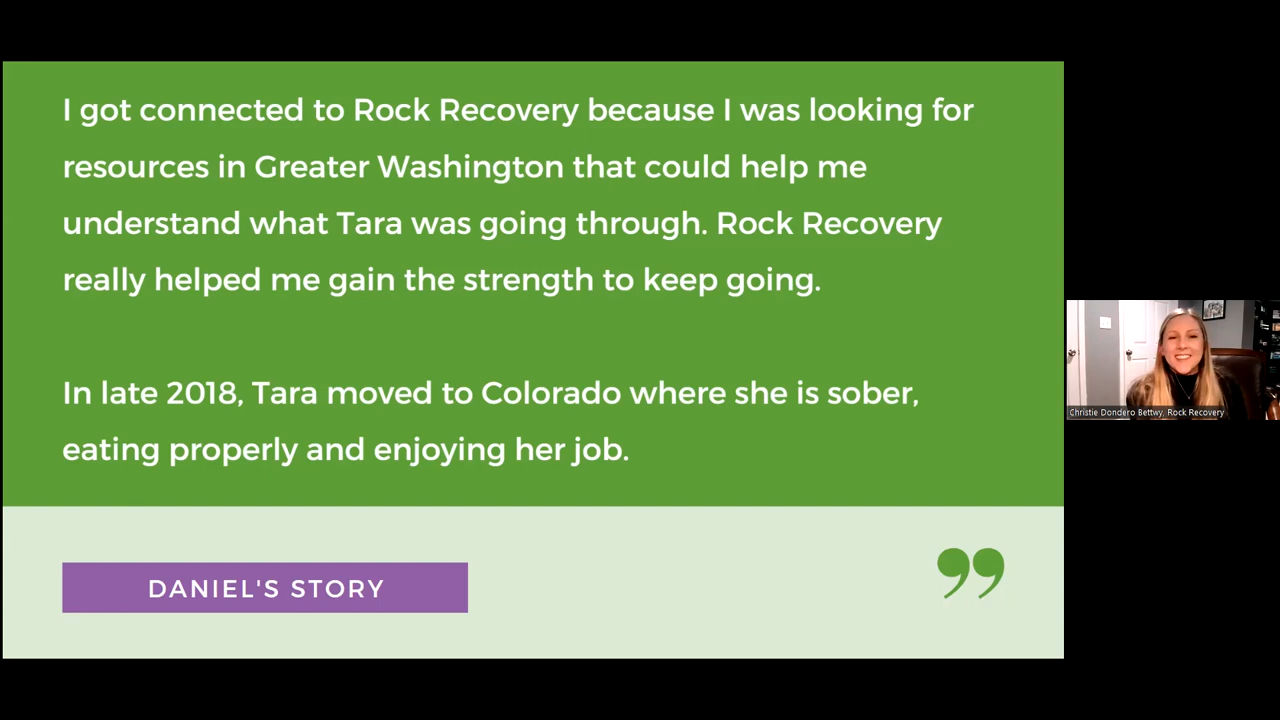 I got connected to Rock Recovery because I was looking for
resources in Greater Washington that could help me
understand what Tara was going through. Rock Recovery
really helped me gain the strength to keep going.
In late 2018, Tara moved to Colorado where she is sober,
eating properly and enjoying her job.
DANIEL'S STORY
”
Christie Dondero Bettwy, Rock Recovery